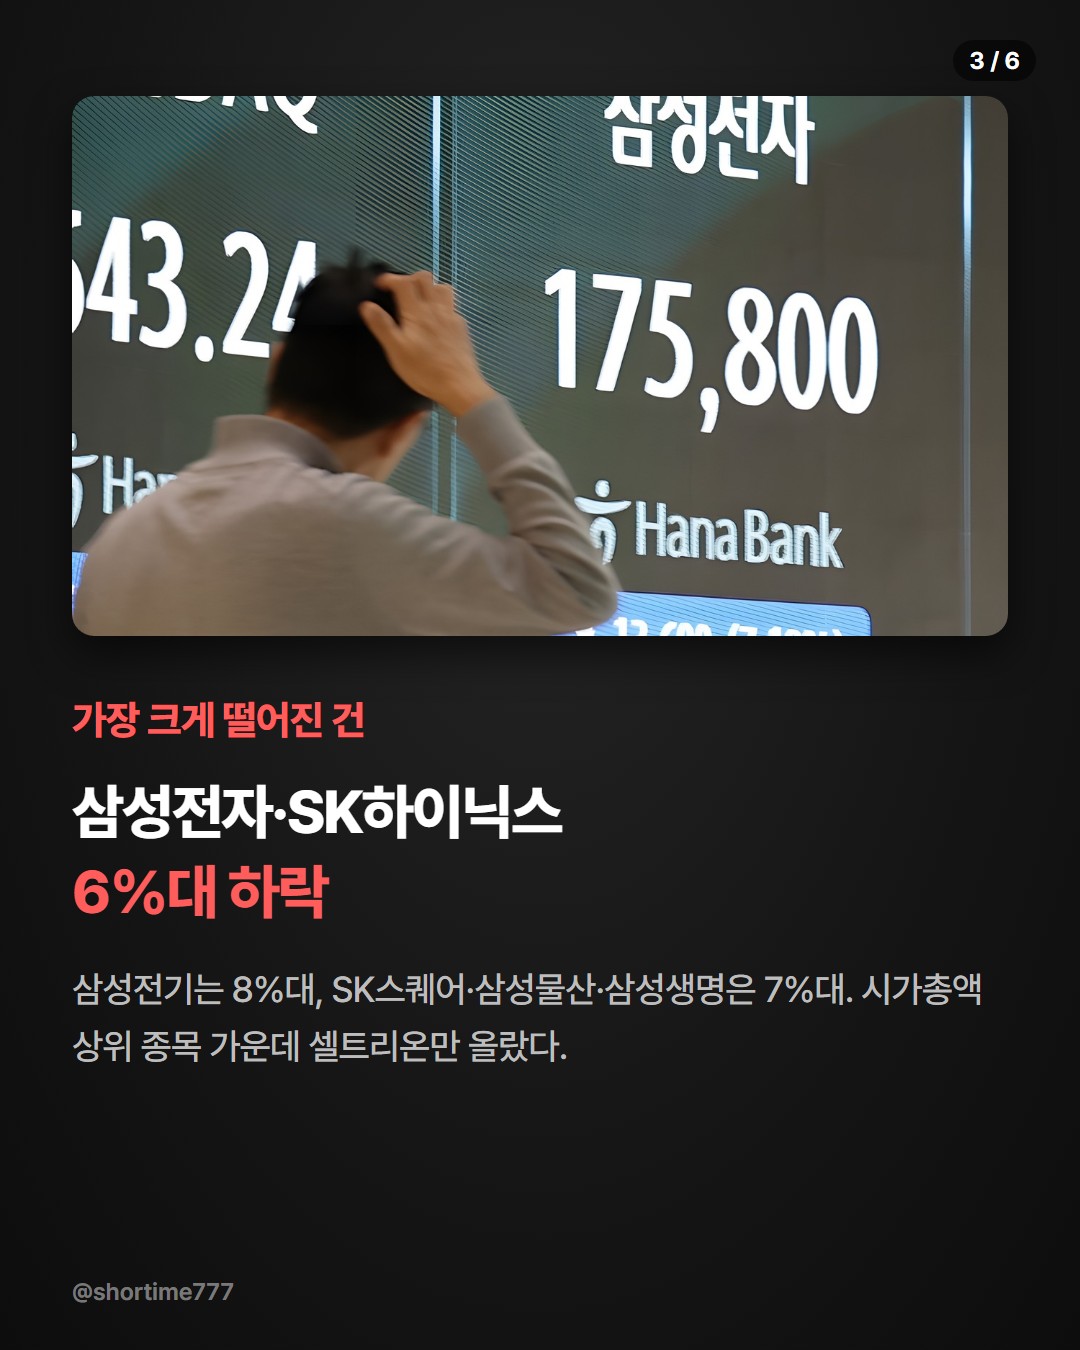 3 / 6
삼성전자
543.24
175,800
Hana Bank
가장 크게 떨어진 건
삼성전자·SK하이닉스
6%대 하락
삼성전기는 8%대, SK스퀘어·삼성물산·삼성생명은 7%대. 시가총액
상위 종목 가운데 셀트리온만 올랐다.
@shortime777